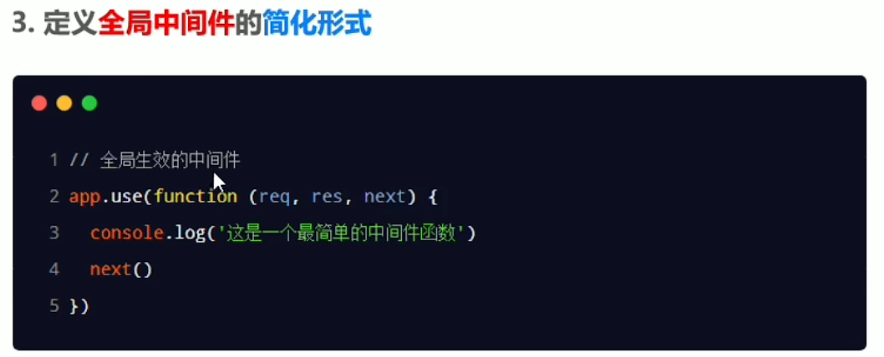 3. 定义全局中间件的简化形式
1 // 全局生效的中间件
2 app.use(function (req, res, next) {
3   console.log('这是一个最简单的中间件函数')
4   next()
5 })